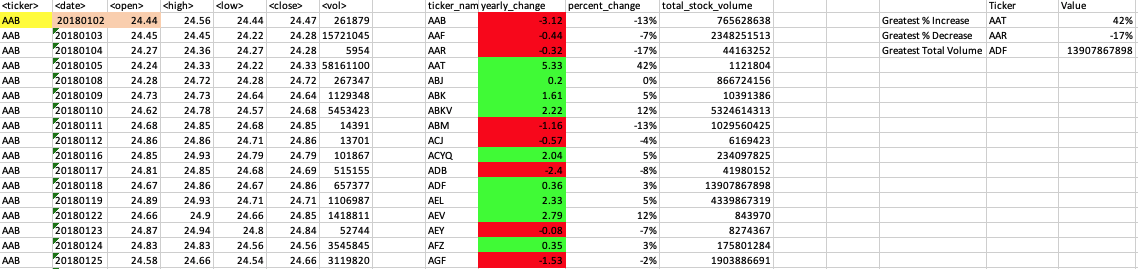 <ticker> <date> <open> <high> <low> <close> <vol> ticker_nam yearly_change percent_change total_stock_volume Ticker Value
AAB 20180102 24.44 24.56 24.44 24.47 261879 AAB -3.12 -13% 765628638 Greatest % Increase AAT 42%
AAB 20180103 24.45 24.45 24.22 24.28 15721045 AAF -0.44 -7% 2348251513 Greatest % Decrease AAR -17%
AAB 20180104 24.27 24.36 24.27 24.28 5954 AAR -0.32 -17% 44163252 Greatest Total Volume ADF 13907867898
AAB 20180105 24.24 24.33 24.22 24.33 58161100 AAT 5.33 42% 1121804
AAB 20180108 24.28 24.72 24.28 24.72 267347 ABJ 0.2 0% 866724156
AAB 20180109 24.73 24.73 24.64 24.64 1129348 ABK 1.61 5% 10391386
AAB 20180110 24.62 24.78 24.57 24.68 5453423 ABKV 2.22 12% 5324614313
AAB 20180111 24.68 24.85 24.68 24.85 14391 ABM -1.16 -13% 1029560425
AAB 20180112 24.86 24.86 24.71 24.86 13701 ACJ -0.57 -4% 6169423
AAB 20180116 24.85 24.93 24.79 24.79 101867 ACYQ 2.04 5% 234097825
AAB 20180117 24.81 24.85 24.68 24.69 515155 ADB -2.4 -8% 41980152
AAB 20180118 24.67 24.86 24.67 24.86 657377 ADF 0.36 3% 13907867898
AAB 20180119 24.86 24.93 24.71 24.71 1106987 AEL 2.33 5% 4339867319
AAB 20180122 24.66 24.9 24.66 24.85 1418811 AEV 2.79 12% 843970
AAB 20180123 24.87 24.94 24.8 24.84 52744 AEY -0.08 -7% 8274367
AAB 20180124 24.83 24.83 24.56 24.56 3545845 AFZ 0.35 3% 175801284
AAB 20180125 24.58 24.66 24.54 24.66 3119820 AGF -1.53 -2% 1903886691